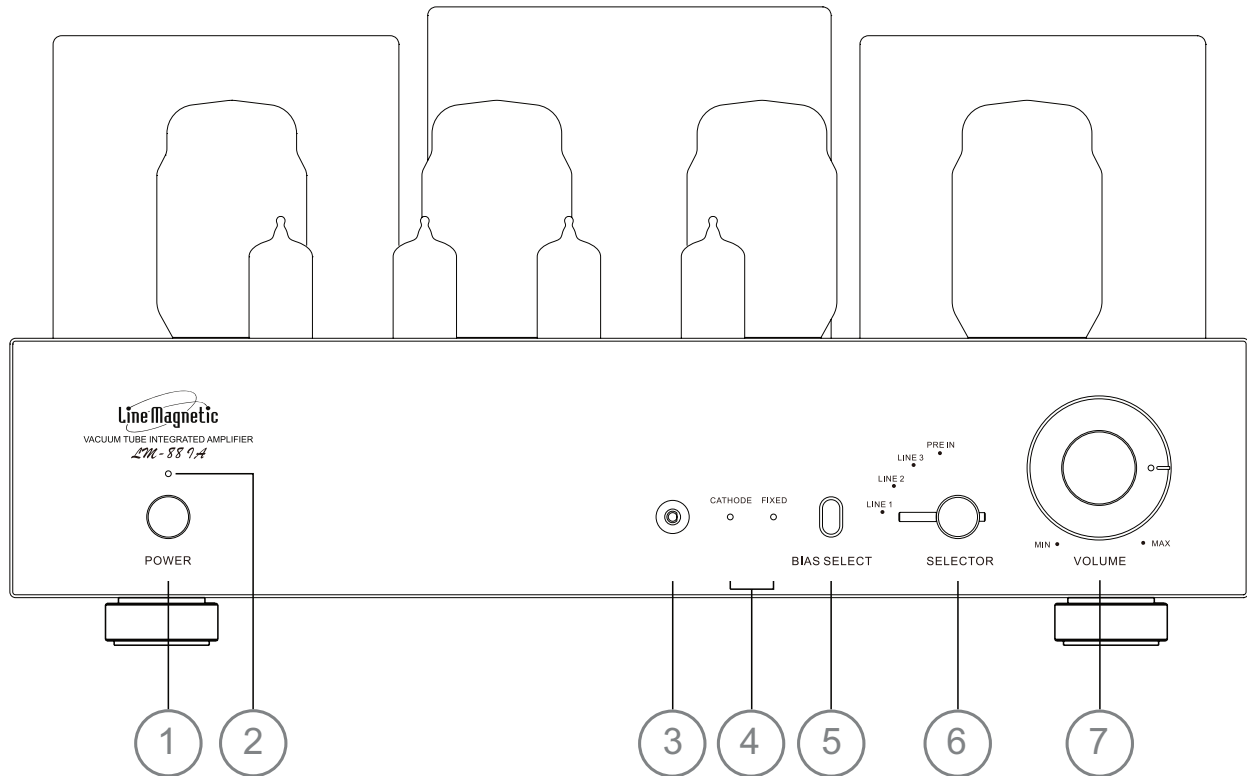 Line Magnetic
VACUUM TUBE INTEGRATED AMPLIFIER
LM-88IA
POWER
CATHODE FIXED
BIAS SELECT
LINE 1
LINE 2
LINE 3
PRE IN
SELECTOR
MIN
MAX
VOLUME
1 2 3 4 5 6 7